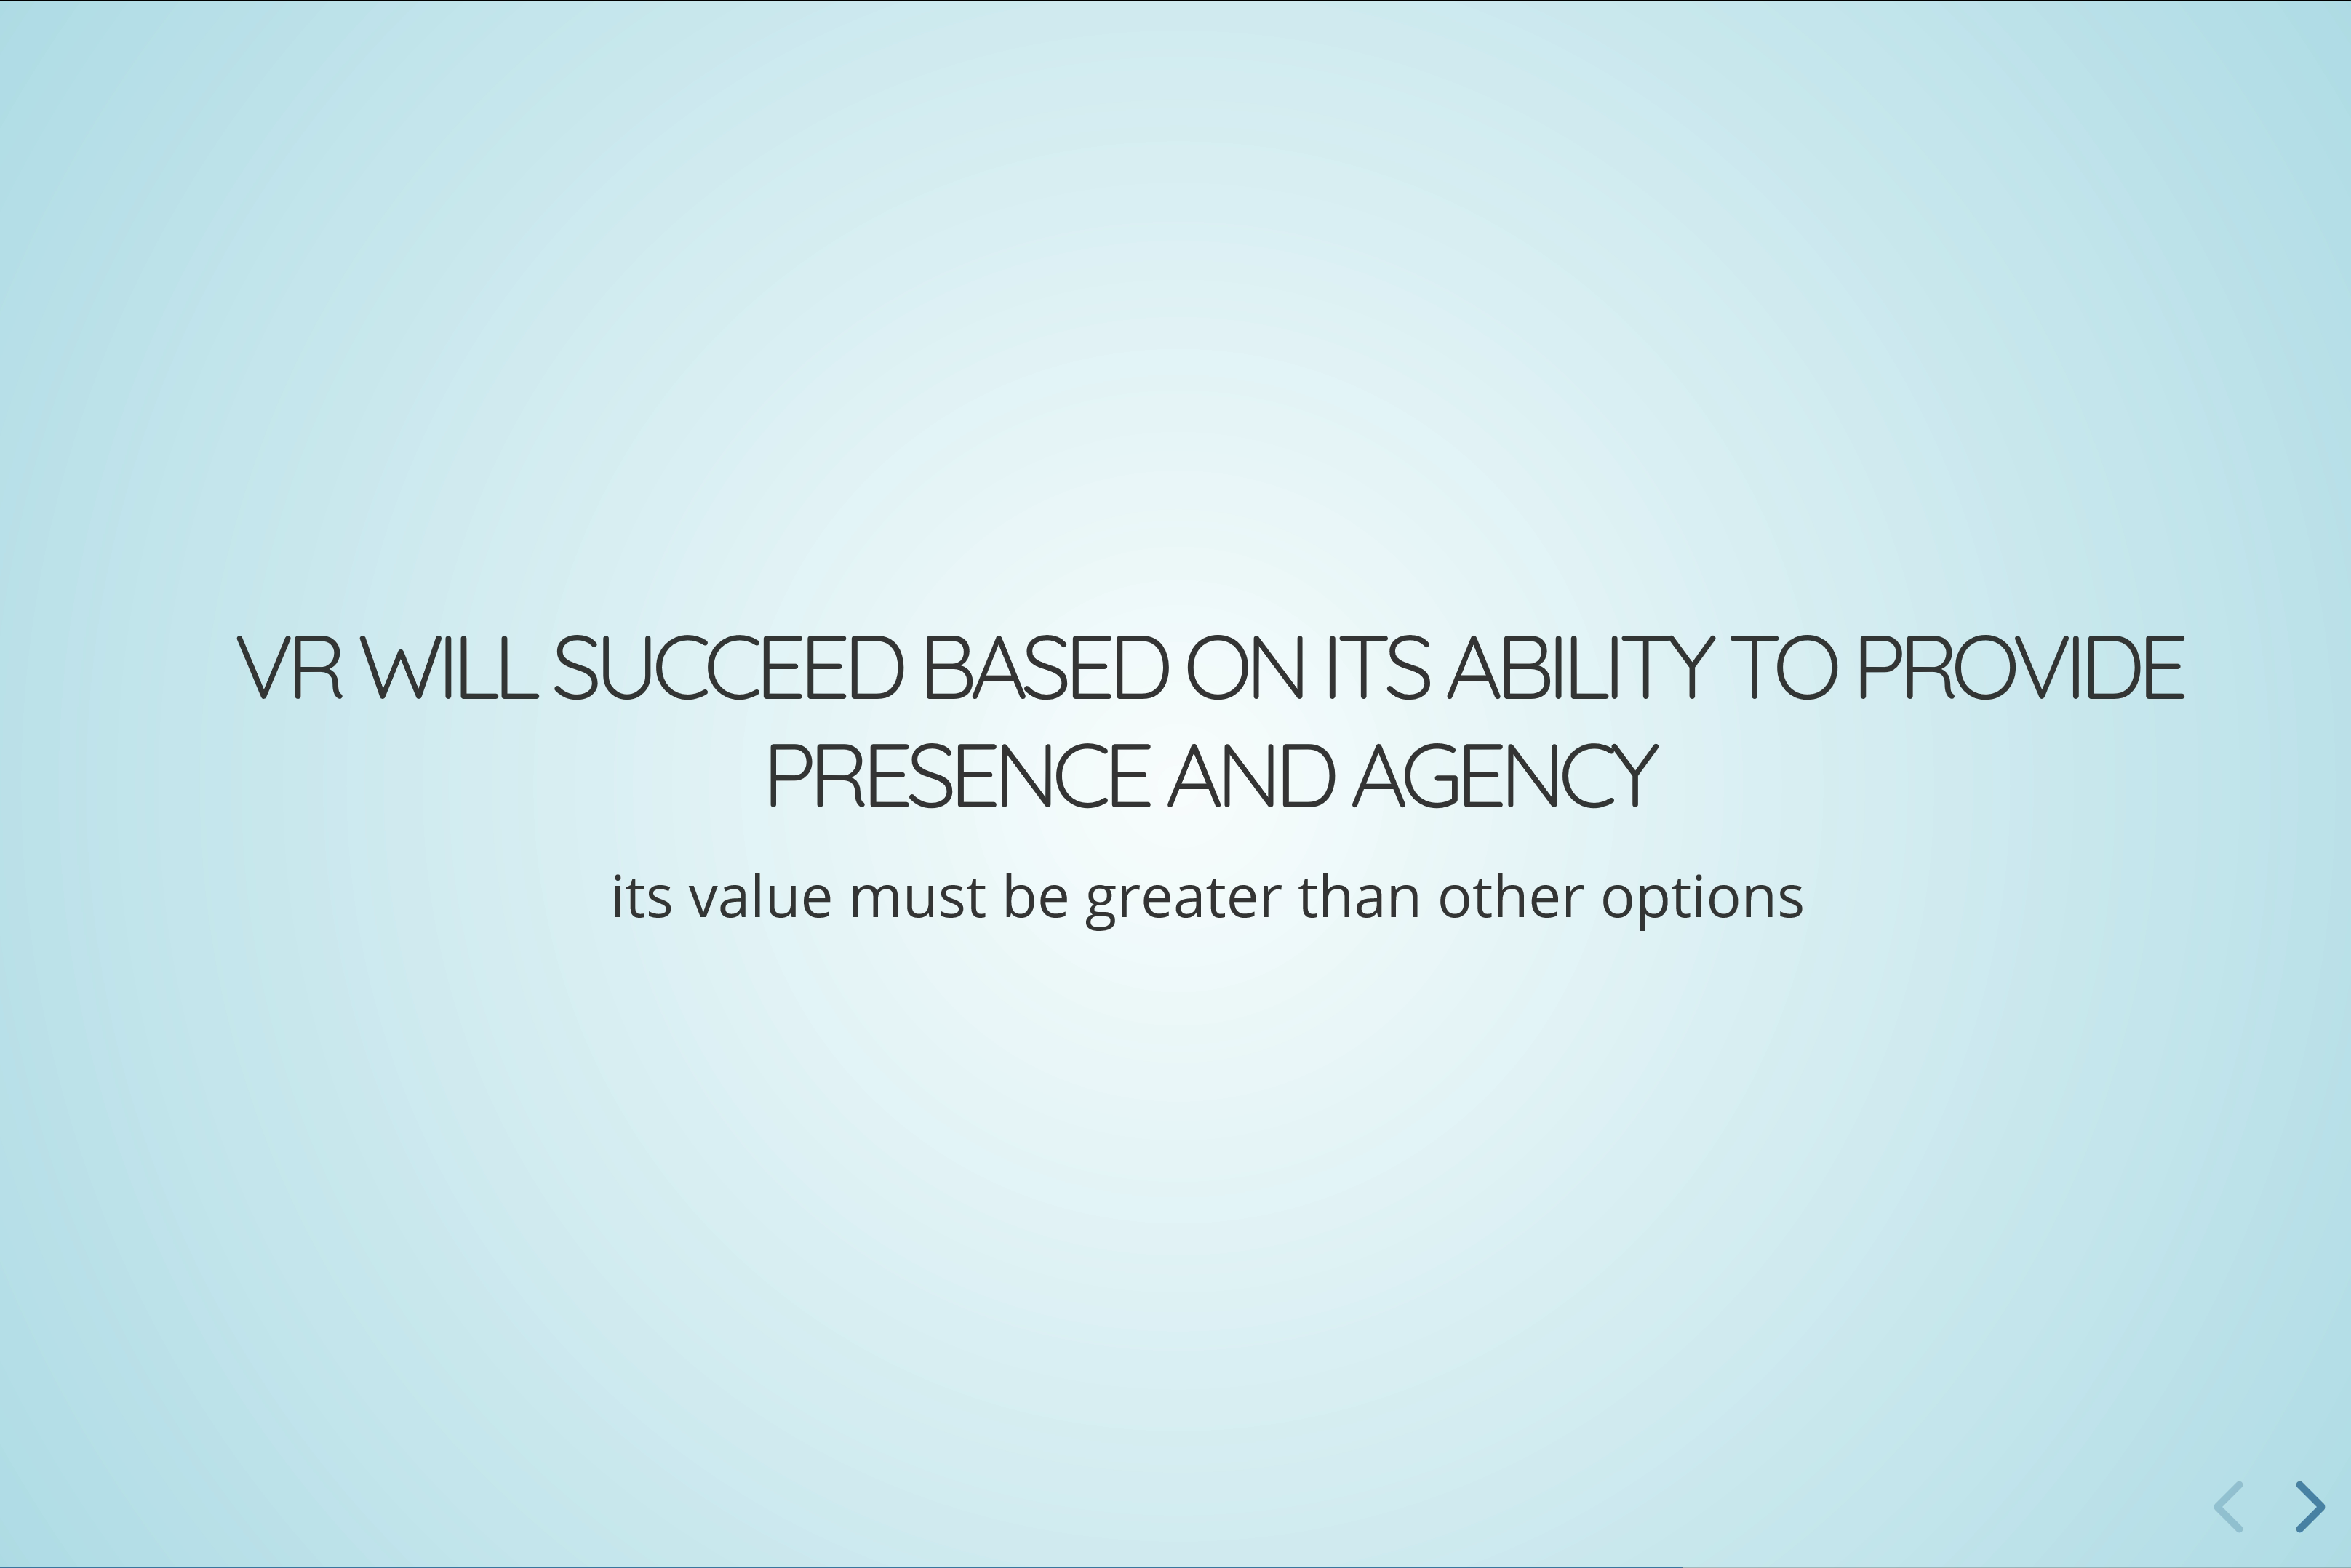 VR WILL SUCCEED BASED ON ITS ABILITY TO PROVIDE
PRESENCE AND AGENCY
its value must be greater than other options